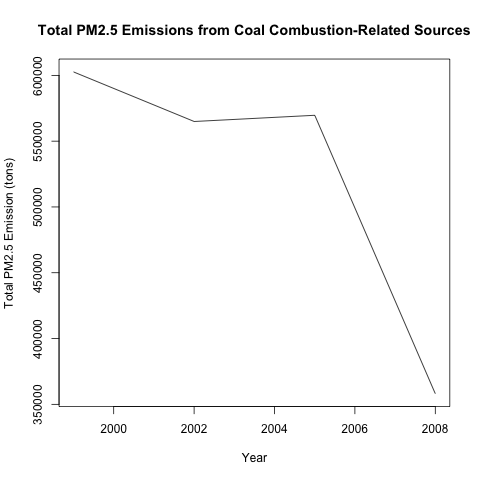 Total PM2.5 Emissions from Coal Combustion-Related Sources
Total PM2.5 Emission (tons)
600000
550000
500000
450000
400000
350000
2000 2002 2004 2006 2008
Year